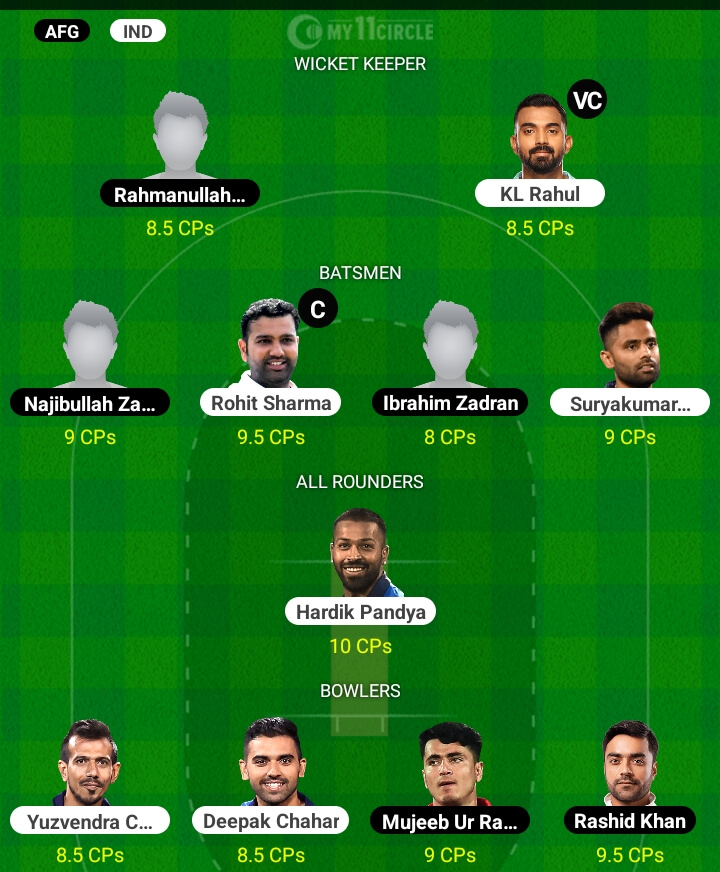 AFG IND MY11CIRCLE
WICKET KEEPER
VC
Rahmanullah... KL Rahul
8.5 CPs 8.5 CPs
BATSMEN
C
Najibullah Za... Rohit Sharma Ibrahim Zadran Suryakumar...
9 CPs 9.5 CPs 8 CPs 9 CPs
ALL ROUNDERS
Hardik Pandya
10 CPs
BOWLERS
Yuzvendra C... Deepak Chahar Mujeeb Ur Ra... Rashid Khan
8.5 CPs 8.5 CPs 9 CPs 9.5 CPs